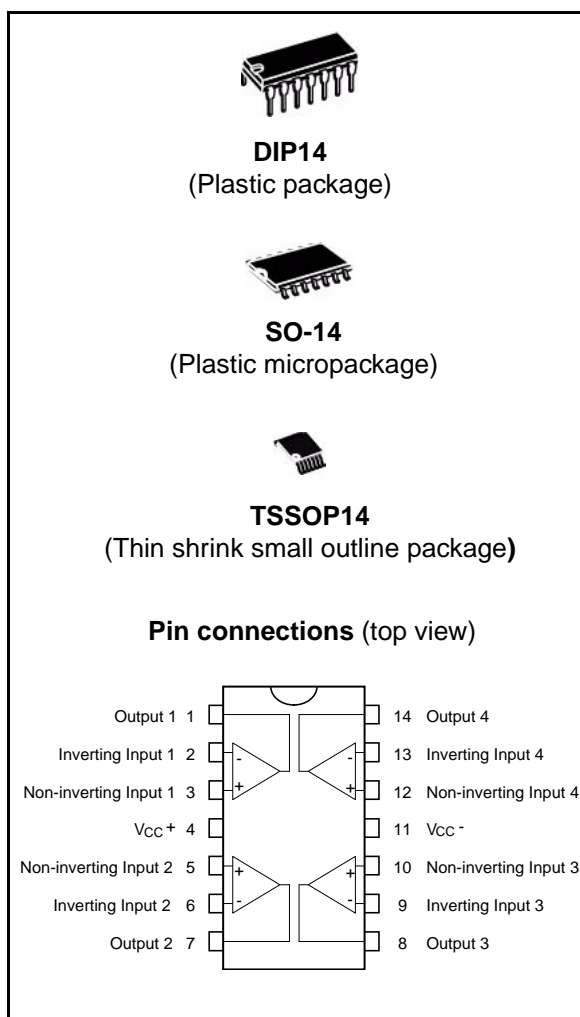 DIP14
(Plastic package)
SO-14
(Plastic micropackage)
TSSOP14
(Thin shrink small outline package)
Pin connections (top view)
Output 1 1 14 Output 4
Inverting Input 1 2 - - 13 Inverting Input 4
Non-inverting Input 1 3 + + 12 Non-inverting Input 4
VCC + 4 11 VCC -
Non-inverting Input 2 5 + + 10 Non-inverting Input 3
Inverting Input 2 6 - - 9 Inverting Input 3
Output 2 7 8 Output 3